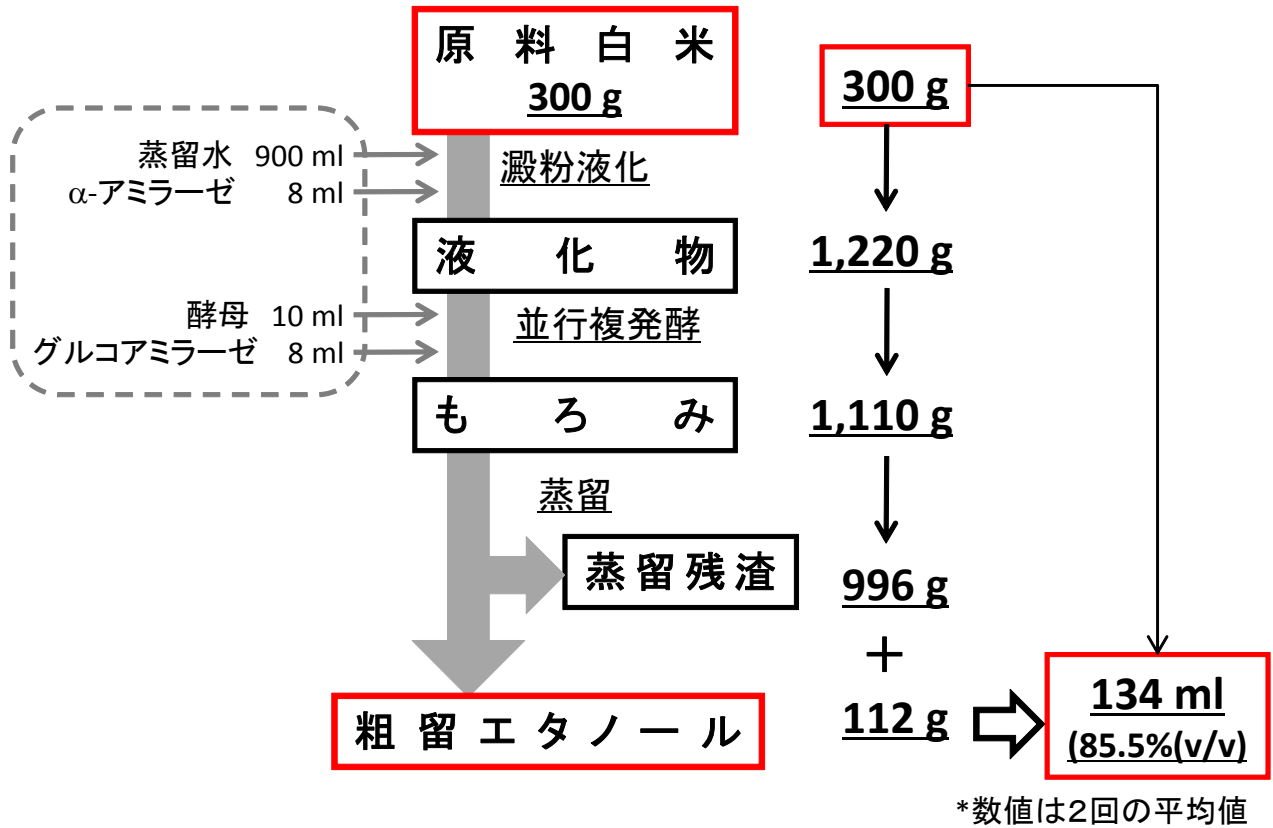 原料白米
300 g
300 g
蒸留水 900 ml
α-アミラーゼ 8 ml
澱粉液化
液化物
1,220 g
酵母 10 ml
グルコアミラーゼ 8 ml
並行複発酵
もろみ
1,110 g
蒸留
蒸留残渣
996 g
+
粗留エタノール
112 g
134 ml
(85.5%(v/v)
*数値は2回の平均値